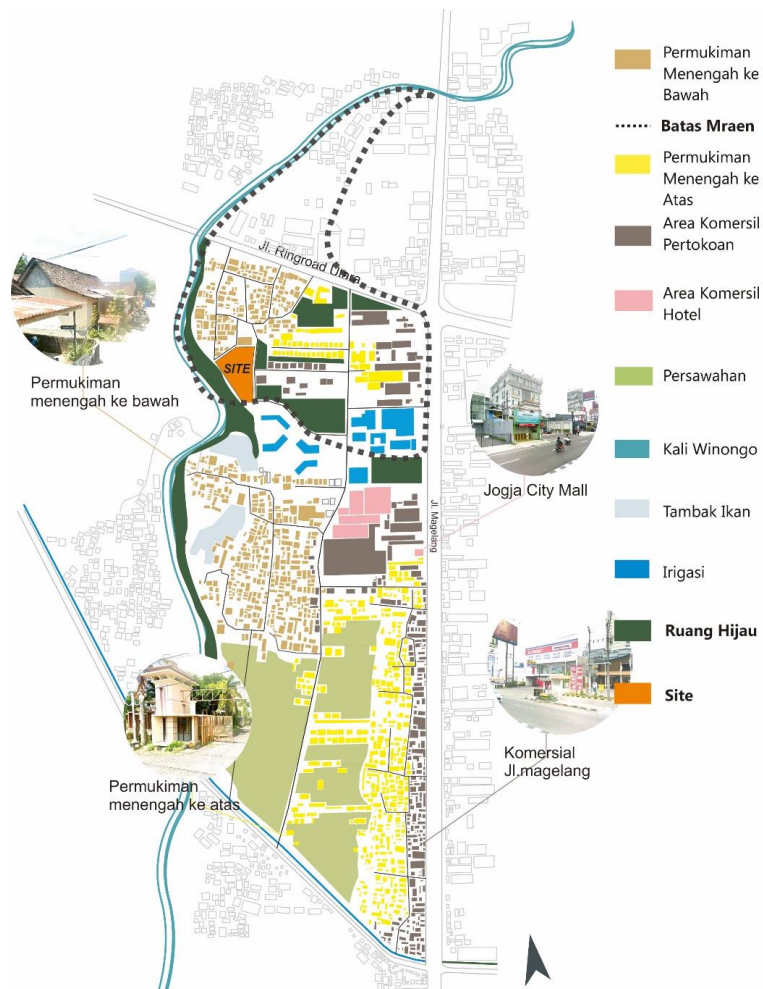 Permukiman
Menengah ke
Bawah
Batas Mraen
Permukiman
Menengah ke
Atas
Area Komersil
Pertokoan
Area Komersil
Hotel
Persawahan
Kali Winongo
Tambak Ikan
Irigasi
Ruang Hijau
Site
Jl. Ringroad Utara
SITE
Permukiman
menengah ke bawah
Jogja City Mall
Jl. Magelang
Komersial
Jl.magelang
Permukiman
menengah ke atas